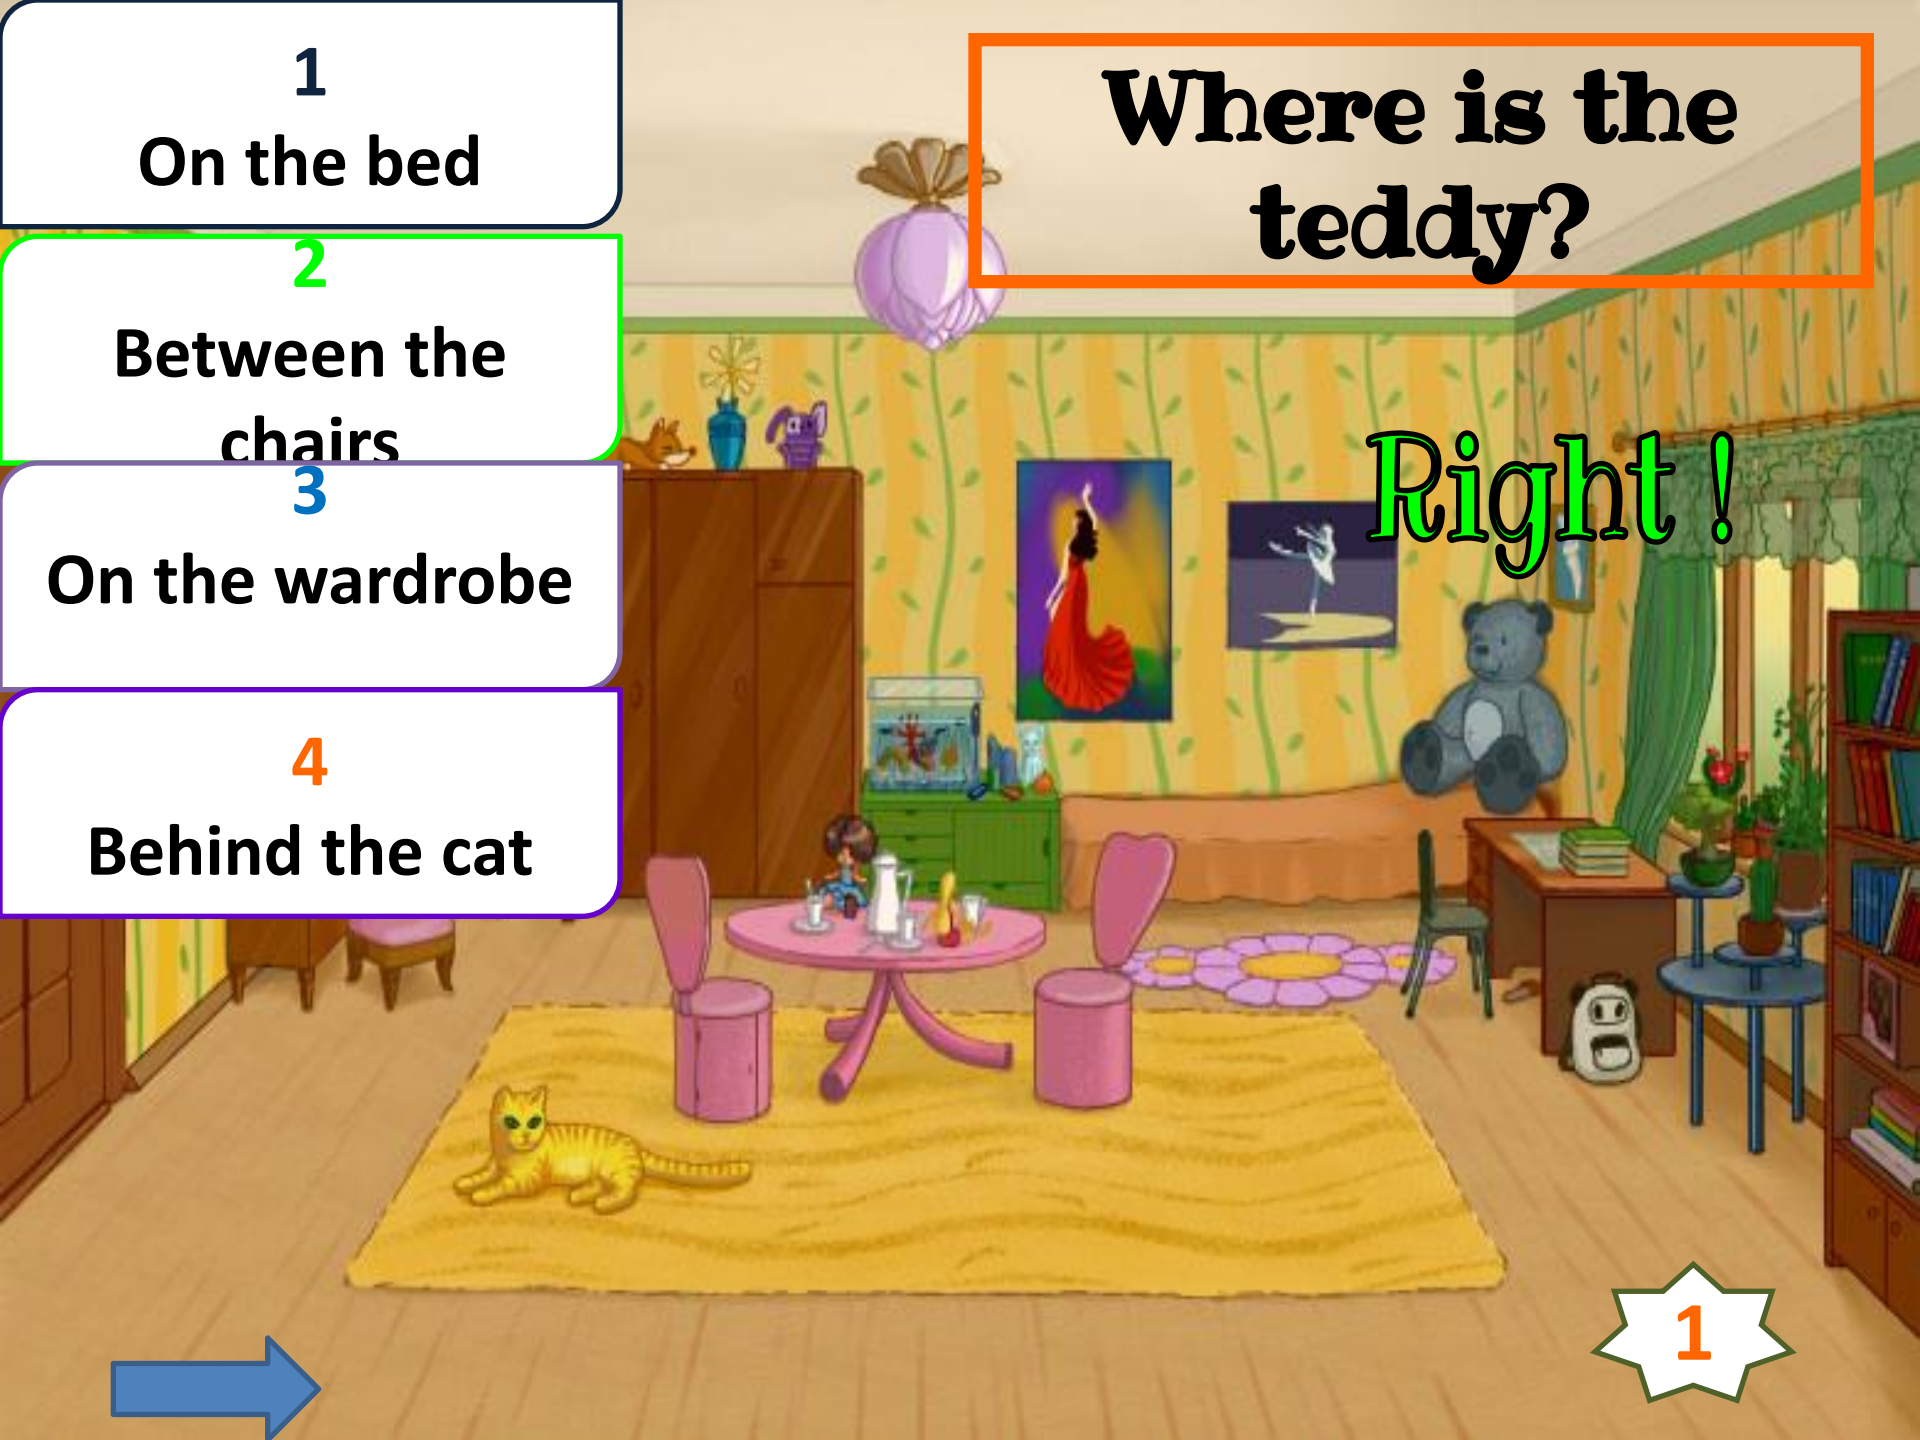 1
On the bed
2
Between the
chairs
3
On the wardrobe
4
Behind the cat
Where is the
teddy?
Right !
1